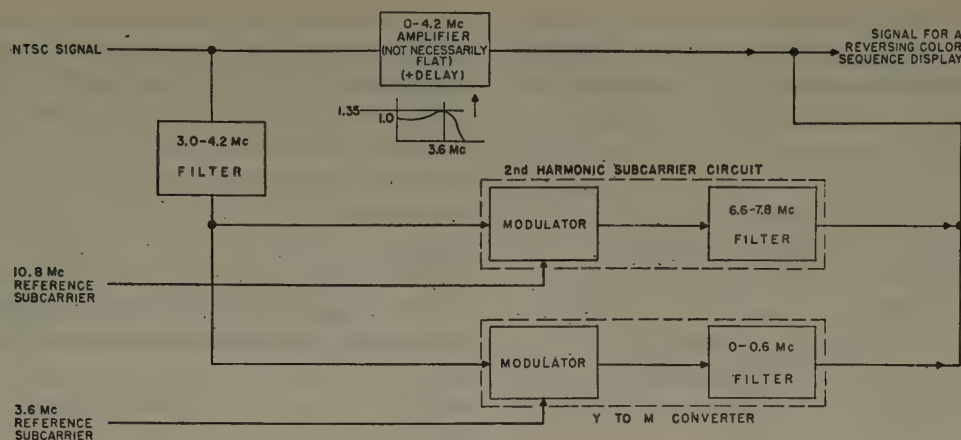 NTSC SIGNAL
0-4.2 Mc
AMPLIFIER
(NOT NECESSARILY
FLAT)
(+DELAY)
SIGNAL FOR A
REVERSING COLOR
SEQUENCE DISPLAY
1.35
1.0
3.6 Mc
3.0-4.2 Mc
FILTER
2nd HARMONIC SUBCARRIER CIRCUIT
MODULATOR
6.6-7.8 Mc
FILTER
10.8 Mc
REFERENCE
SUBCARRIER
MODULATOR
0-0.6 Mc
FILTER
3.6 Mc
REFERENCE
SUBCARRIER
Y TO M CONVERTER